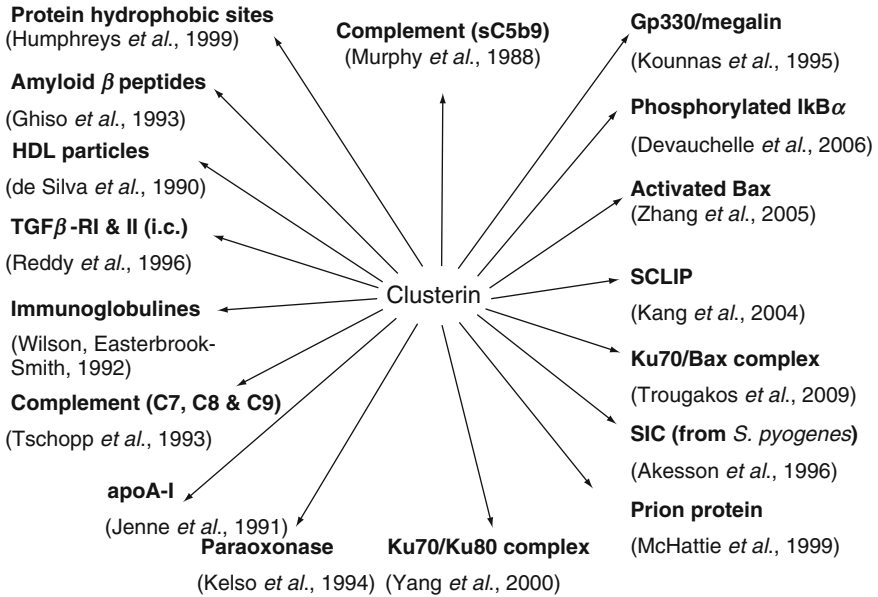 Protein hydrophobic sites
(Humphreys et al., 1999)
Amyloid β peptides
(Ghiso et al., 1993)
HDL particles
(de Silva et al., 1990)
TGFβ-RI & II (i.c.)
(Reddy et al., 1996)
Immunoglobulines
(Wilson, Easterbrook-
Smith, 1992)
Complement (C7, C8 & C9)
(Tschopp et al., 1993)
apoA-I
(Jenne et al., 1991)
Paraoxonase
(Kelso et al., 1994)
Ku70/Ku80 complex
(Yang et al., 2000)
Complement (sC5b9)
(Murphy et al., 1988)
Clusterin
Gp330/megalin
(Kounnas et al., 1995)
Phosphorylated IkBα
(Devauchelle et al., 2006)
Activated Bax
(Zhang et al., 2005)
SCLIP
(Kang et al., 2004)
Ku70/Bax complex
(Trougakos et al., 2009)
SIC (from S. pyogenes)
(Akesson et al., 1996)
Prion protein
(McHattie et al., 1999)